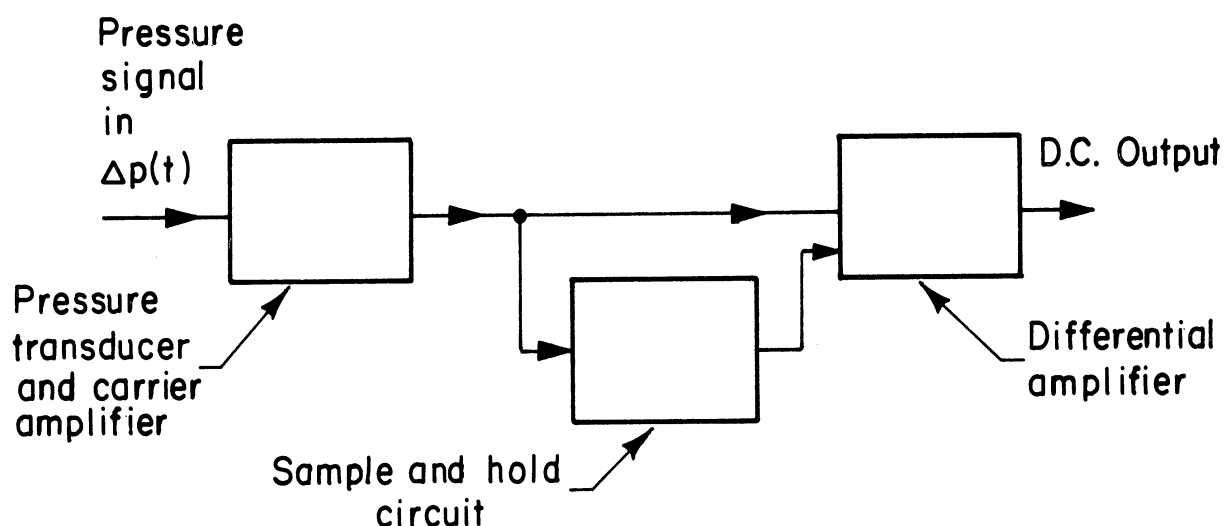 Pressure
signal
in
Δp(t)
D.C. Output
Pressure
transducer
and carrier
amplifier
Differential
amplifier
Sample and hold
circuit